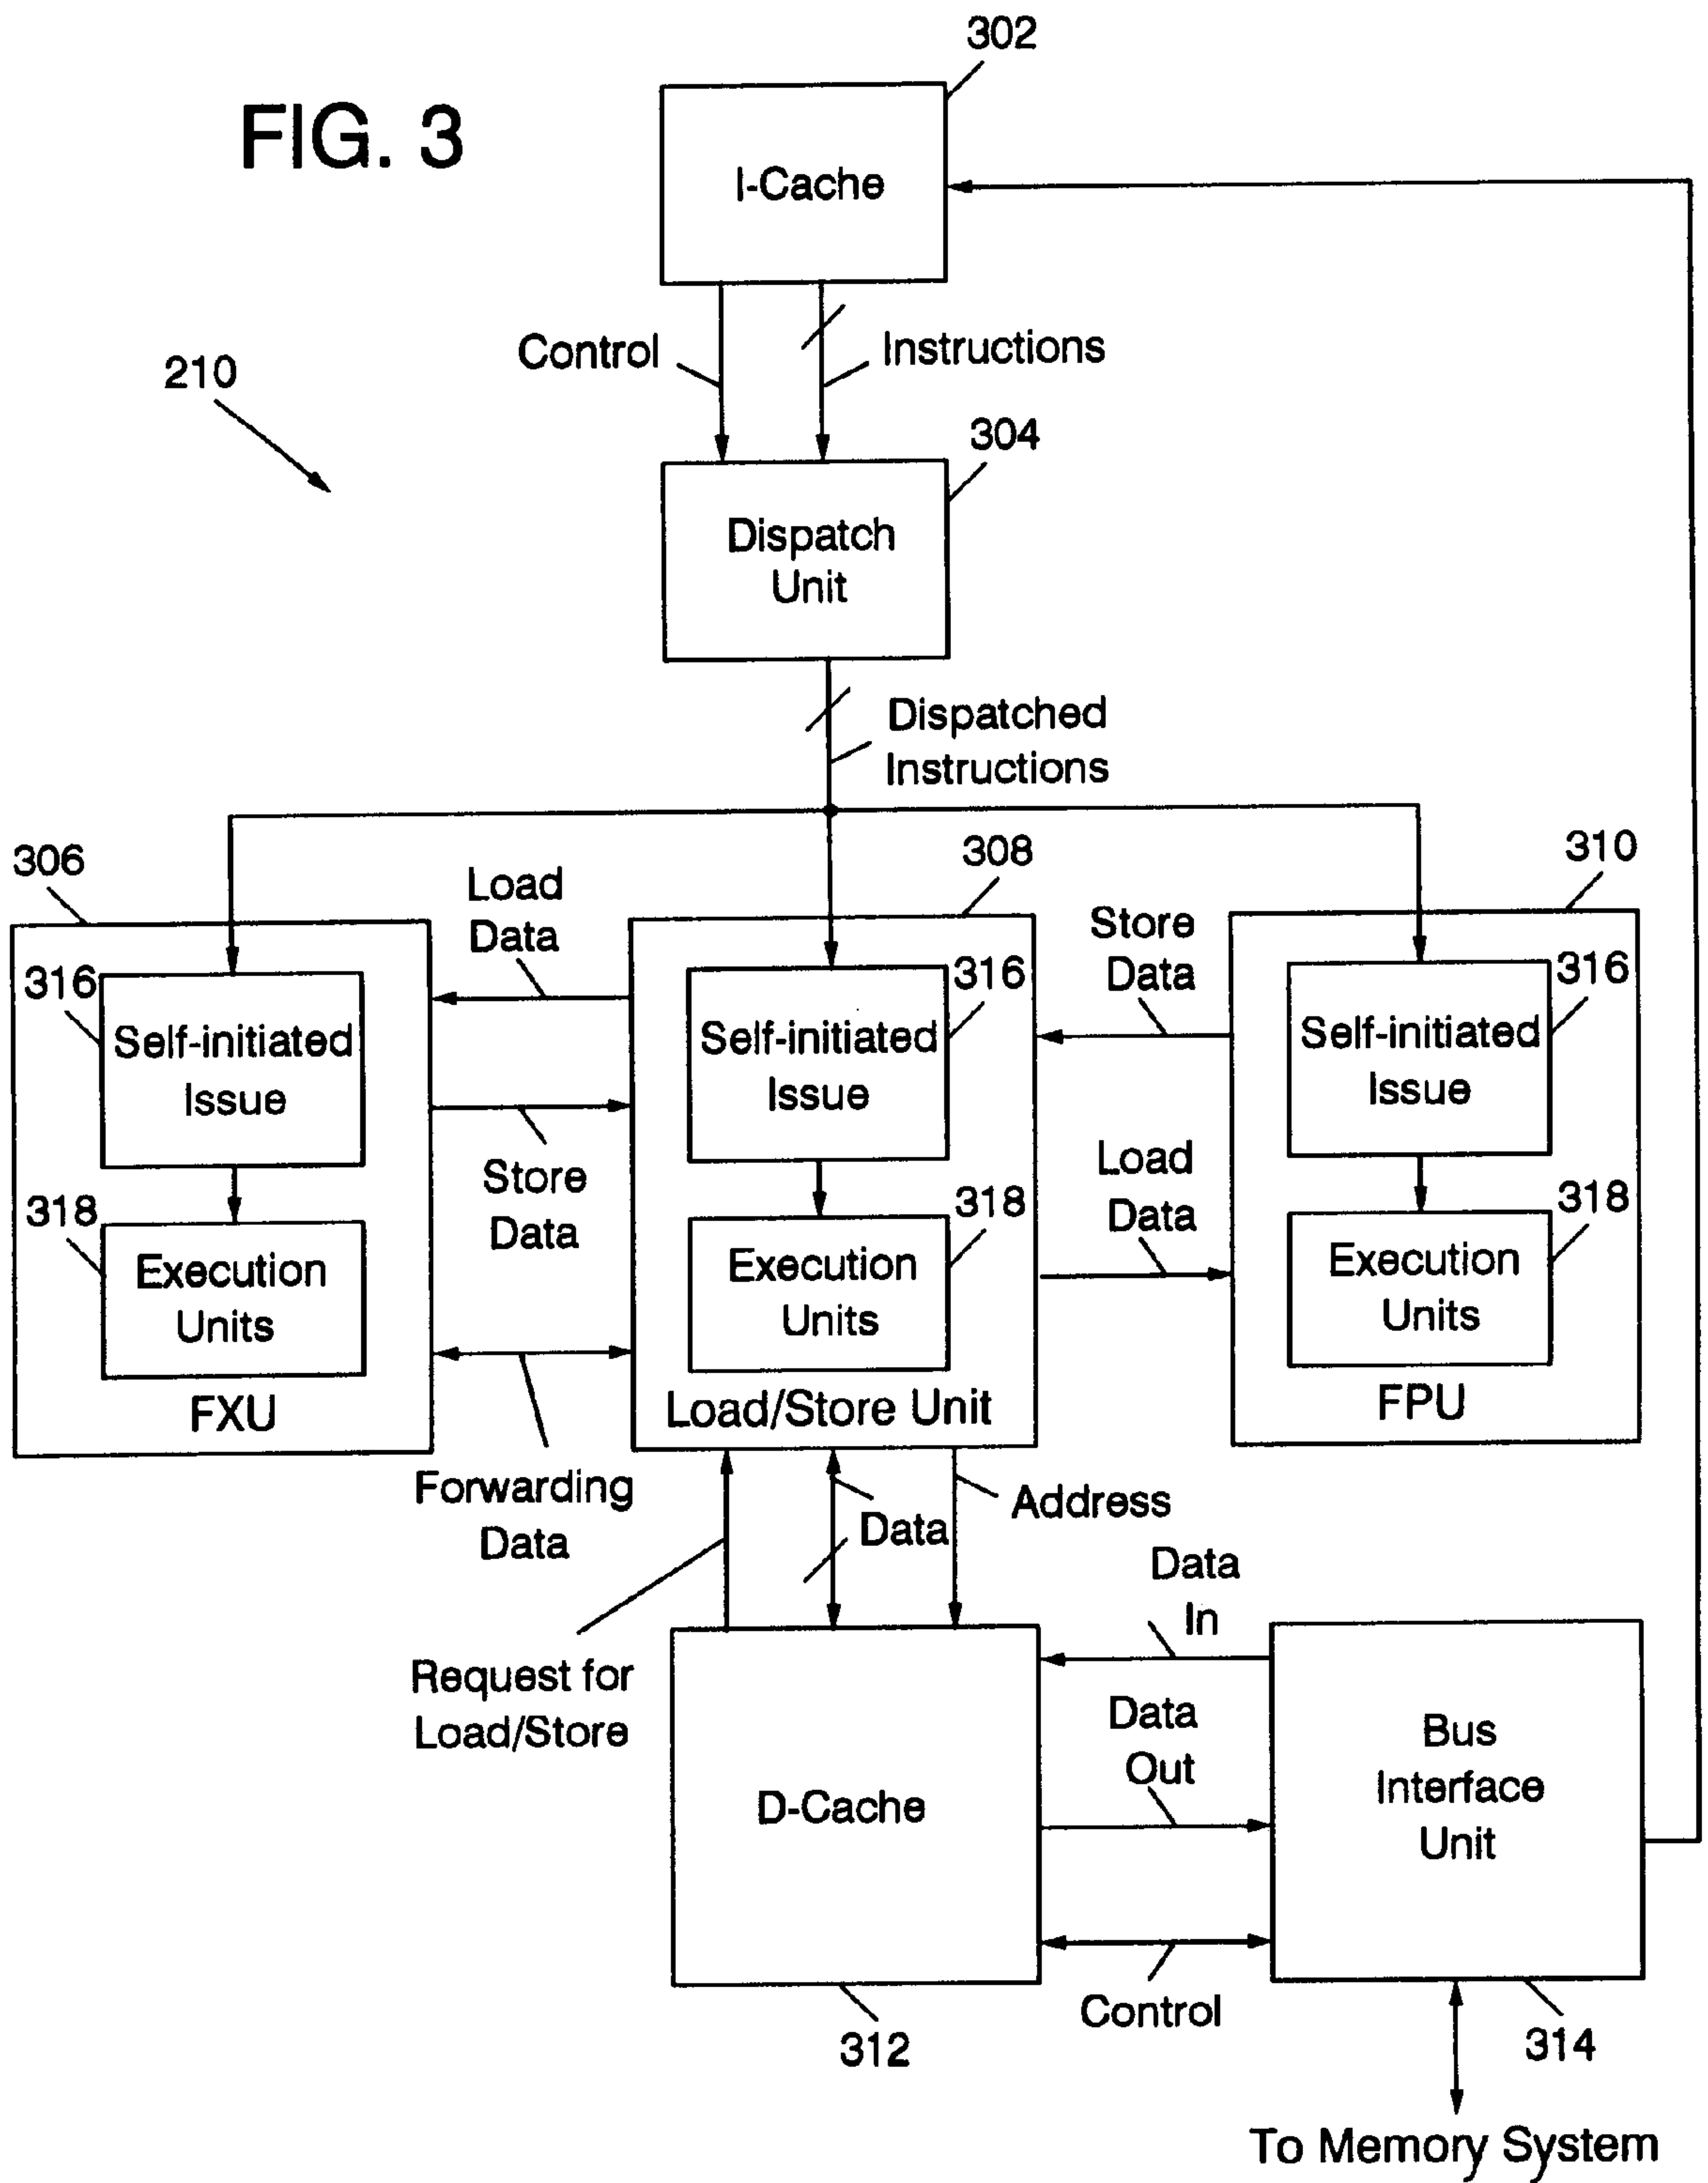 302
FIG. 3
I-Cache
Control
Instructions
210
304
Dispatch
Unit
Dispatched
Instructions
306
308
310
Load
Data
Store
Data
316
Self-initiated
Issue
316
Self-initiated
Issue
316
Self-initiated
Issue
Store
Data
Load
Data
318
Execution
Units
318
Execution
Units
318
Execution
Units
FXU
Load/Store Unit
FPU
Forwarding
Data
Data
Address
Request for
Load/Store
Data
In
Data
Out
D-Cache
Bus
Interface
Unit
Control
312
314
To Memory System